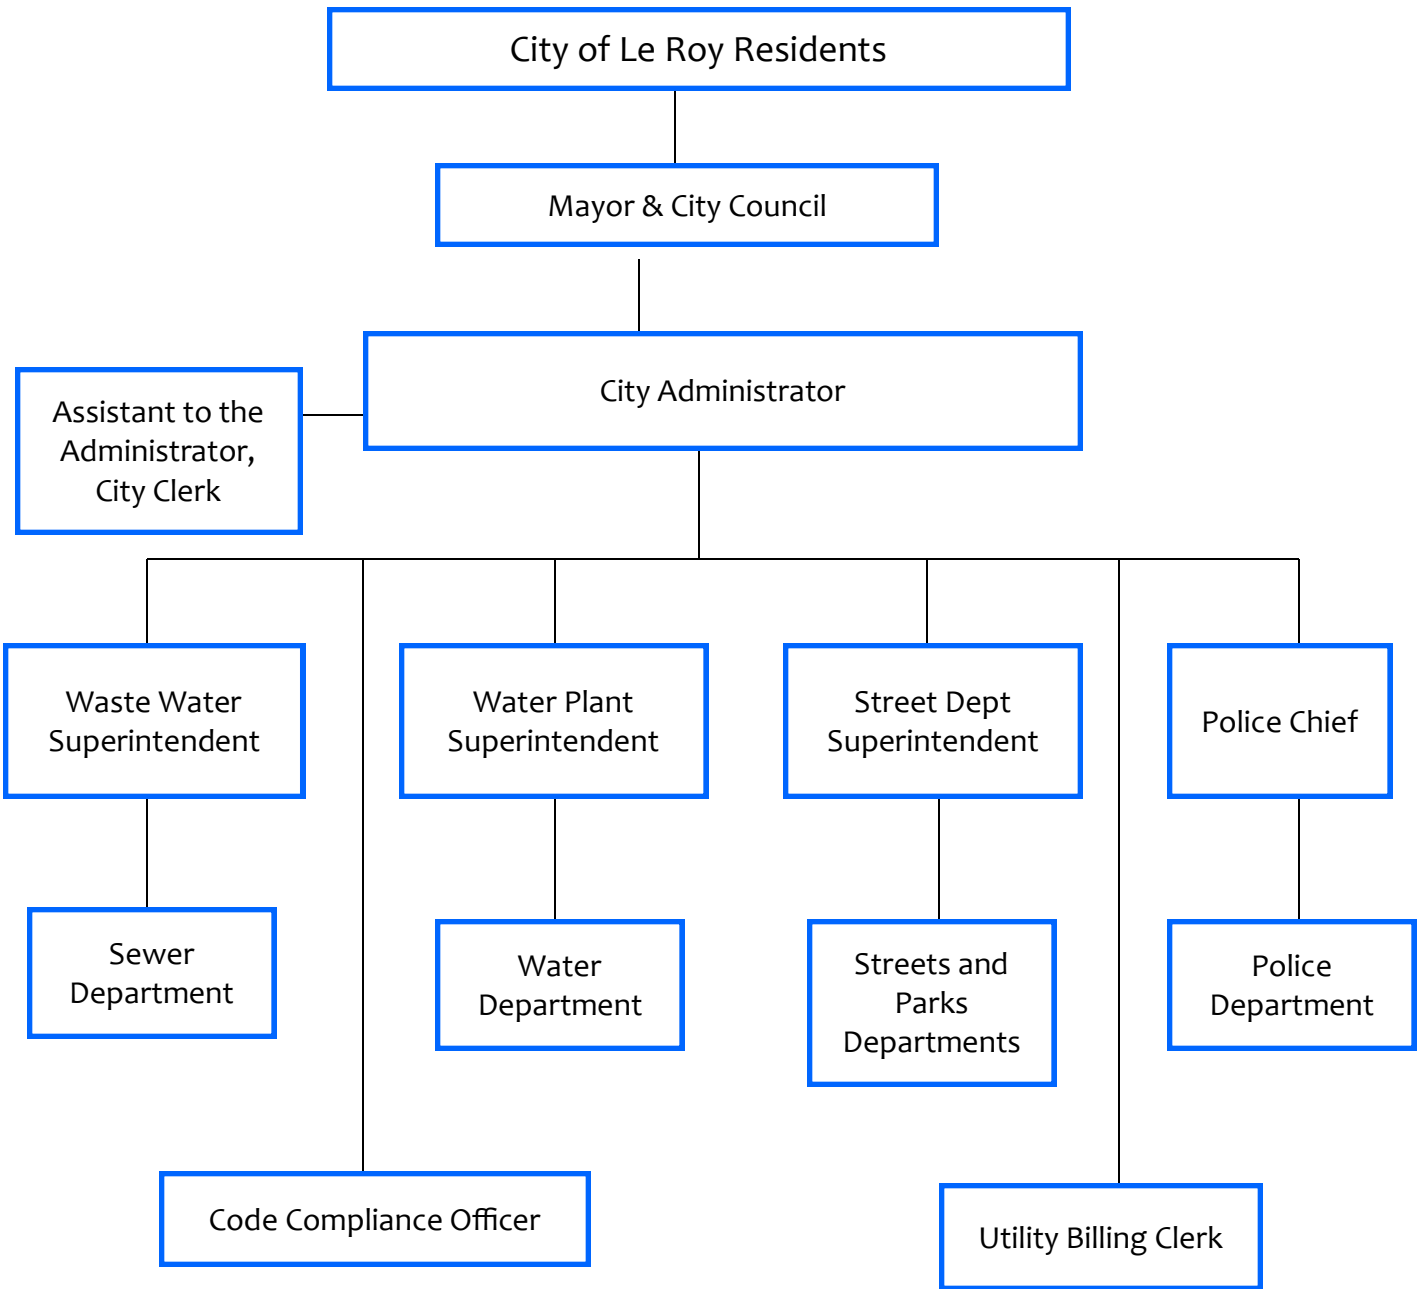 City of Le Roy Residents
Mayor & City Council
City Administrator
Assistant to the
Administrator,
City Clerk
Waste Water
Superintendent
Water Plant
Superintendent
Street Dept
Superintendent
Police Chief
Sewer
Department
Water
Department
Streets and
Parks
Departments
Police
Department
Code Compliance Officer
Utility Billing Clerk